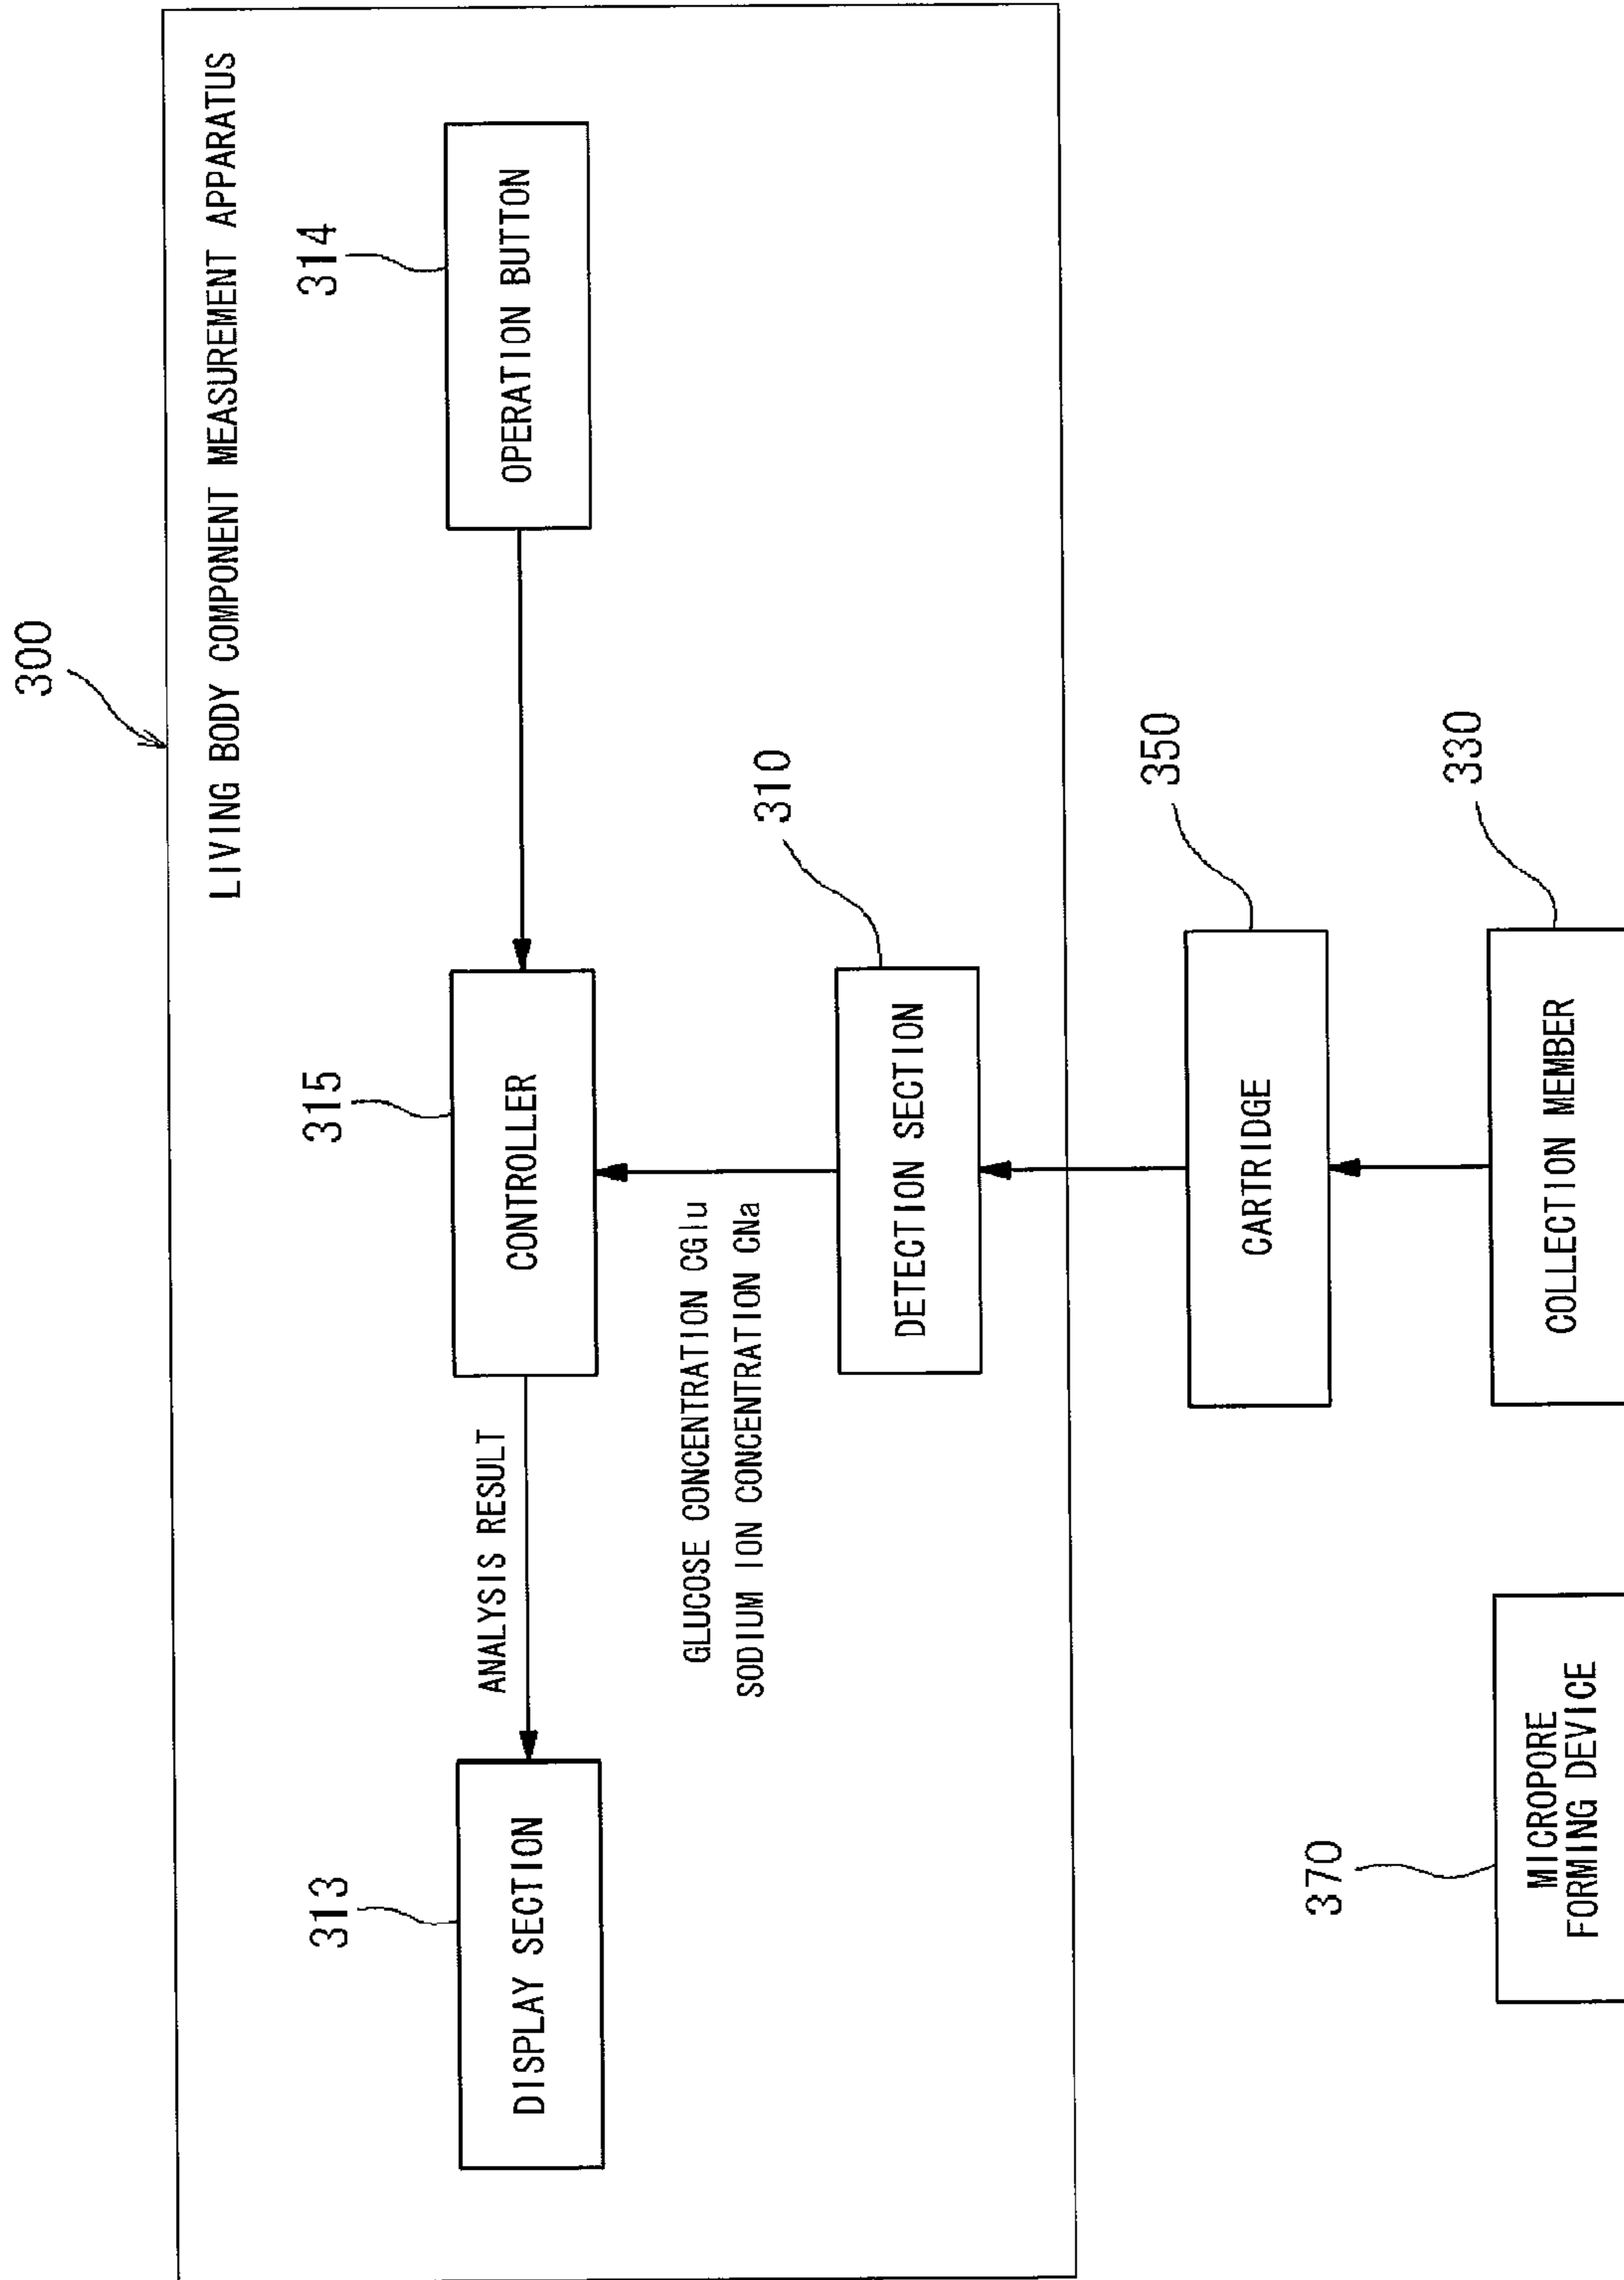 300
LIVING BODY COMPONENT MEASUREMENT APPARATUS
313
315
314
DISPLAY SECTION
ANALYSIS RESULT
CONTROLLER
OPERATION BUTTON
GLUCOSE CONCENTRATION CGlu
SODIUM ION CONCENTRATION CNa
310
DETECTION SECTION
350
CARTRIDGE
370
330
MICROPORE
FORMING DEVICE
COLLECTION MEMBER